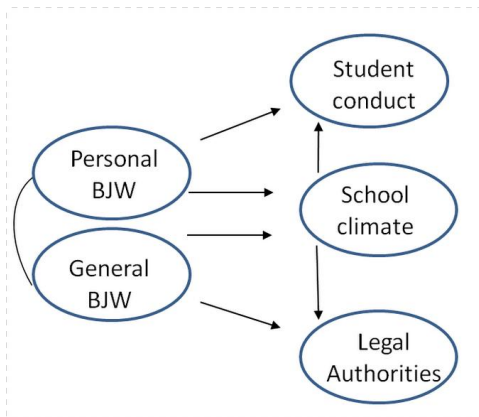 Student
conduct
Personal
BJW
School
climate
General
BJW
Legal
Authorities